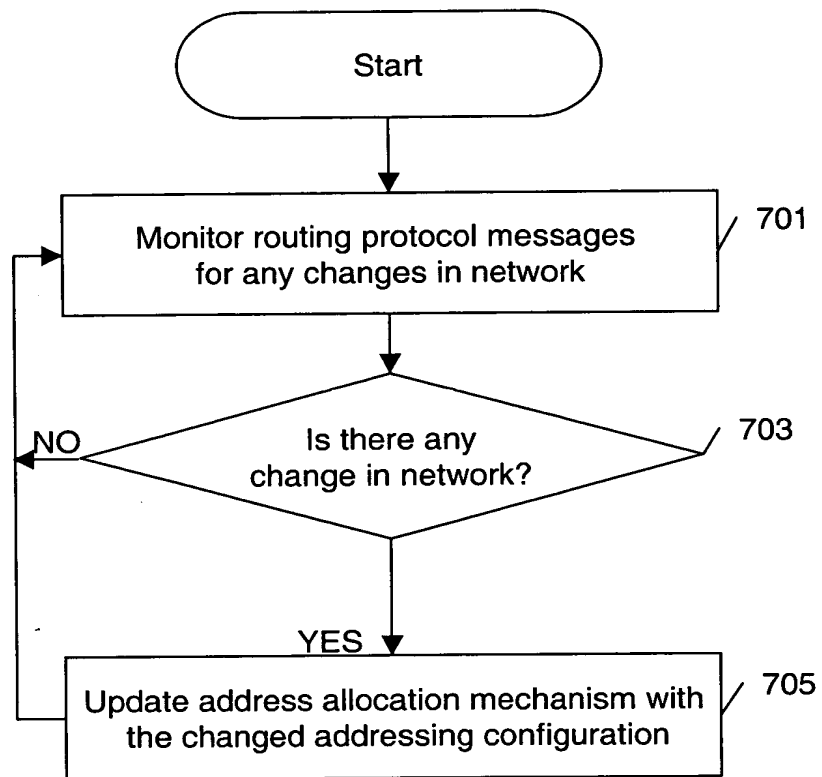 Start
Monitor routing protocol messages
for any changes in network
701
Is there any
change in network?
703
NO
YES
Update address allocation mechanism with
the changed addressing configuration
705